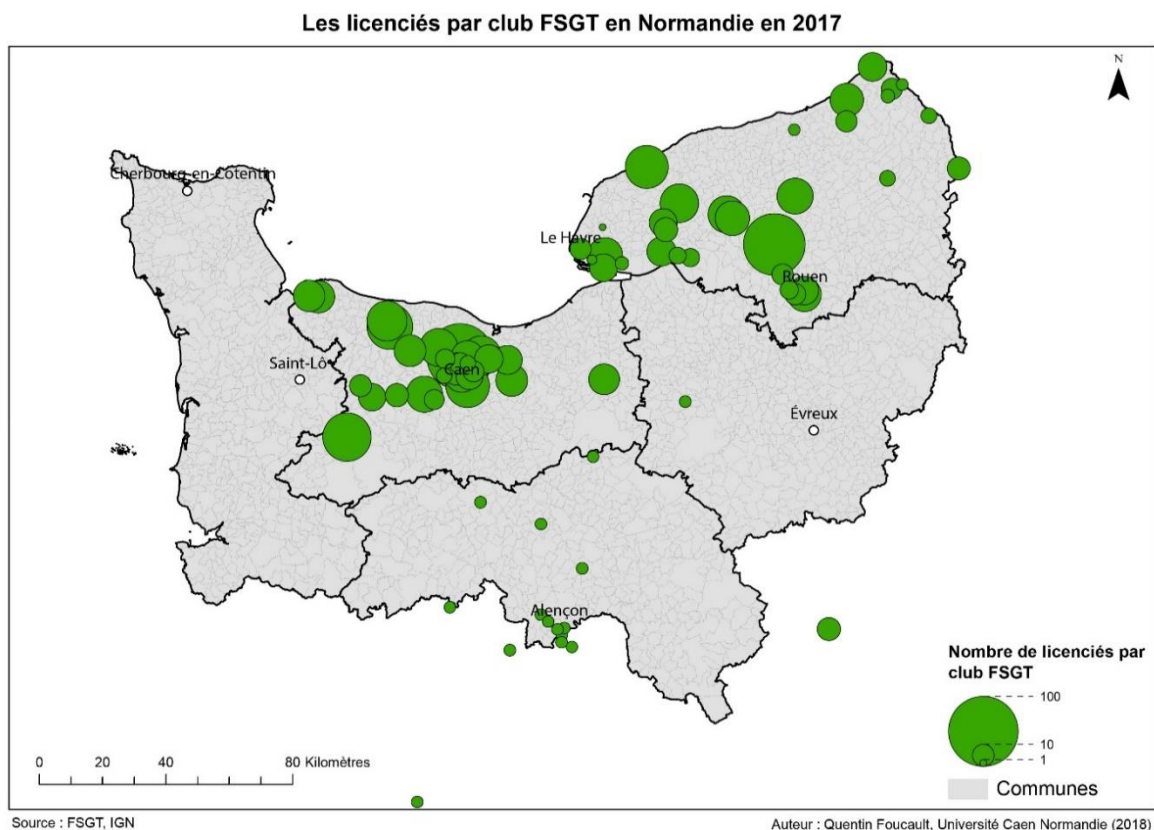 Les licenciés par club FSGT en Normandie en 2017
N
Cherbourg-en-Cotentin
Le Havre
Rouen
Saint-Lô
Caen
Évreux
Alençon
Nombre de licenciés par
club FSGT
100
10
1
Communes
0 20 40 60 80 Kilomètres
Source : FSGT, IGN
Auteur : Quentin Foucault, Université Caen Normandie (2018)